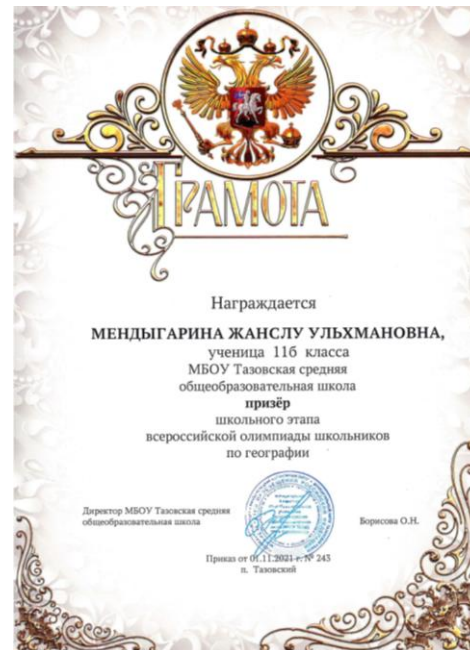 ГРАМОТА
Награждается
МЕНДЫГАРИНА ЖАНСЛУ УЛЬХМАНОВНА,
ученица 11б класса
МБОУ Тазовская средняя
общеобразовательная школа
призёр
школьного этапа
всероссийской олимпиады школьников
по географии
Директор МБОУ Тазовская средняя
общеобразовательная школа
Борисова О.Н.
Приказ от 01.11.2021 г. № 243
п. Тазовский